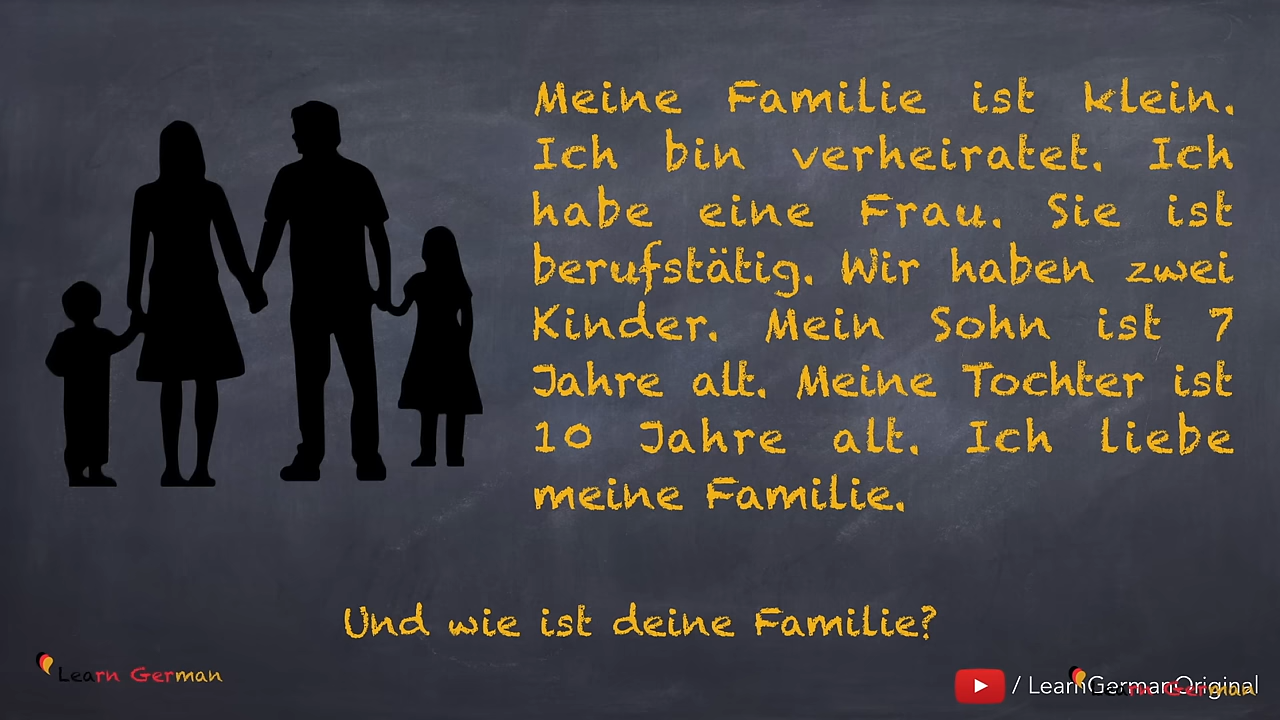 Meine Familie ist klein.
Ich bin verheiratet. Ich
habe eine Frau. Sie ist
berufstätig. Wir haben zwei
Kinder. Mein Sohn ist 7
Jahre alt. Meine Tochter ist
10 Jahre alt. Ich liebe
meine Familie.
Und wie ist deine Familie?
Learn German
/ LearnGermanOriginal
Learn German